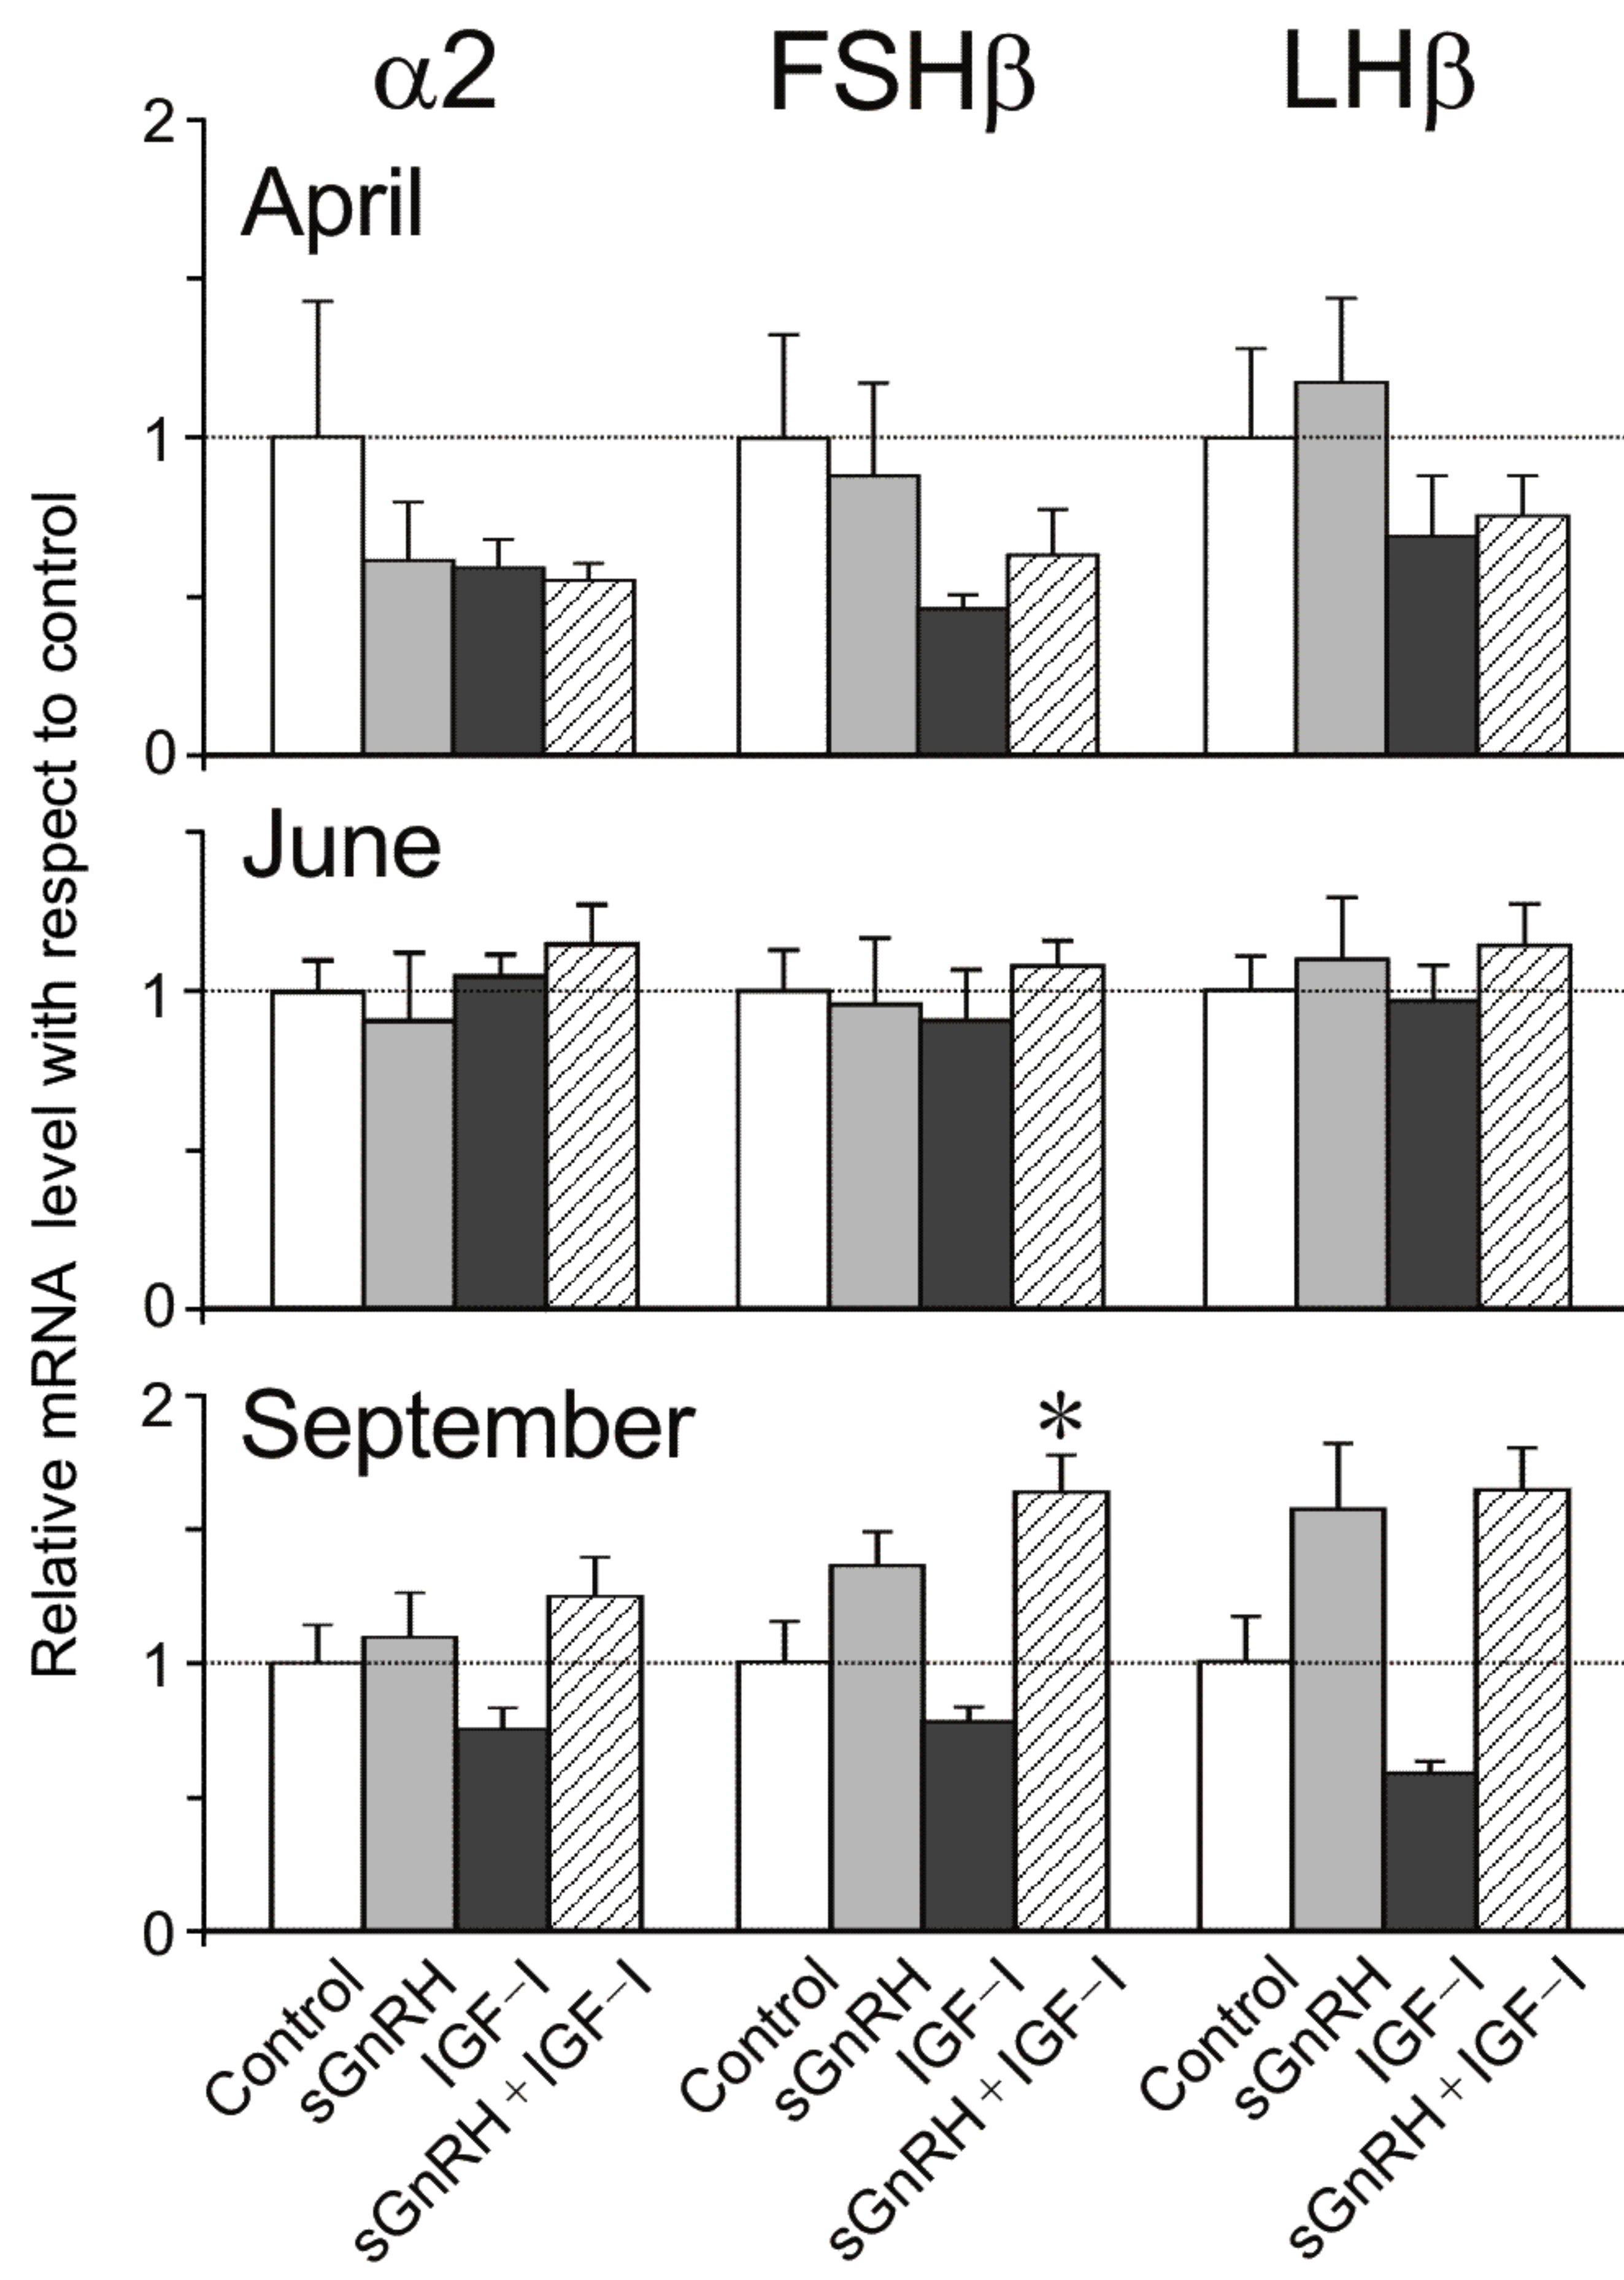 α2 FSHβ LHβ
Relative mRNA level with respect to control
2
April
1
0
June
1
0
2
September
*
1
0
Control sGnRH IGF–I sGnRH + IGF–I Control sGnRH IGF–I sGnRH + IGF–I Control sGnRH IGF–I sGnRH + IGF–I